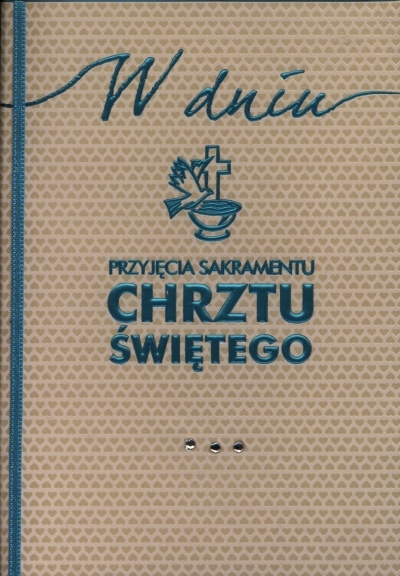 W dniu
PRZYJĘCIA SAKRAMENTU
CHRZTU
ŚWIĘTEGO